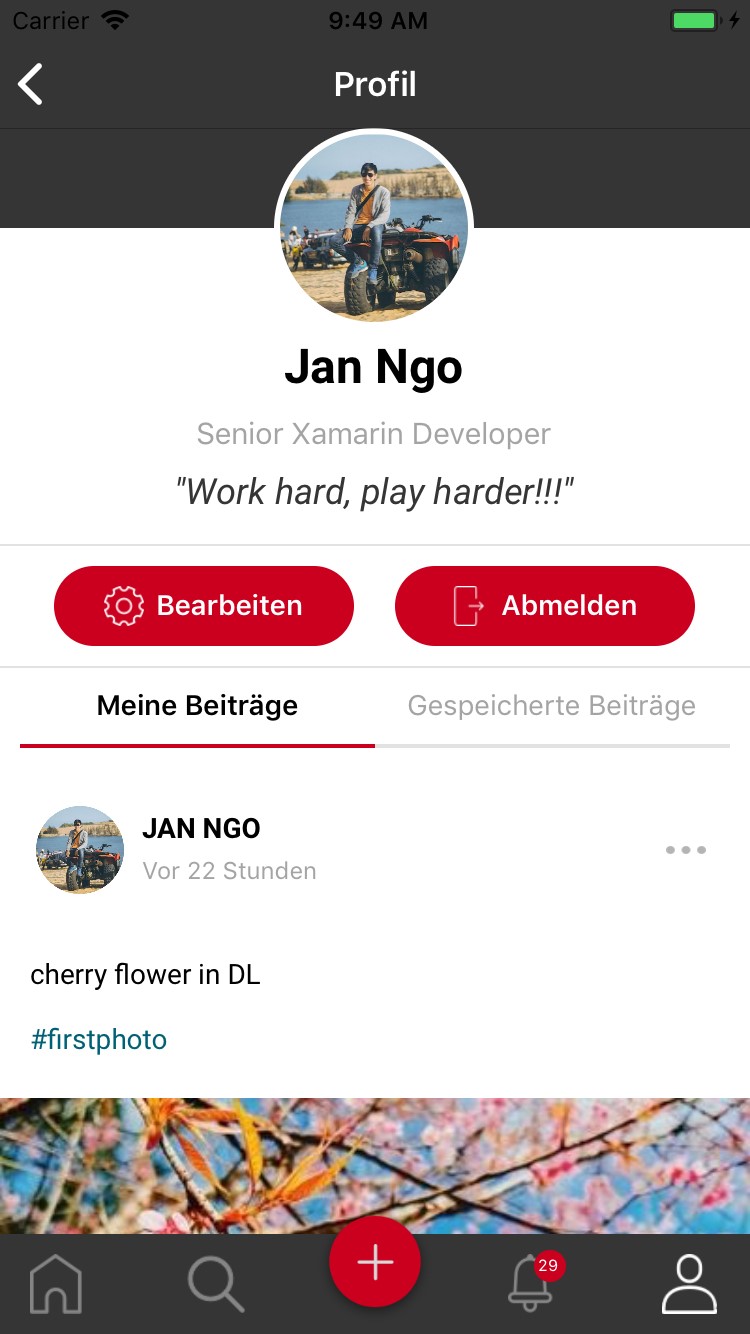 Carrier 9:49 AM
Profil
Jan Ngo
Senior Xamarin Developer
"Work hard, play harder!!!"
Bearbeiten Abmelden
Meine Beiträge Gespeicherte Beiträge
JAN NGO
Vor 22 Stunden
cherry flower in DL
#firstphoto
29